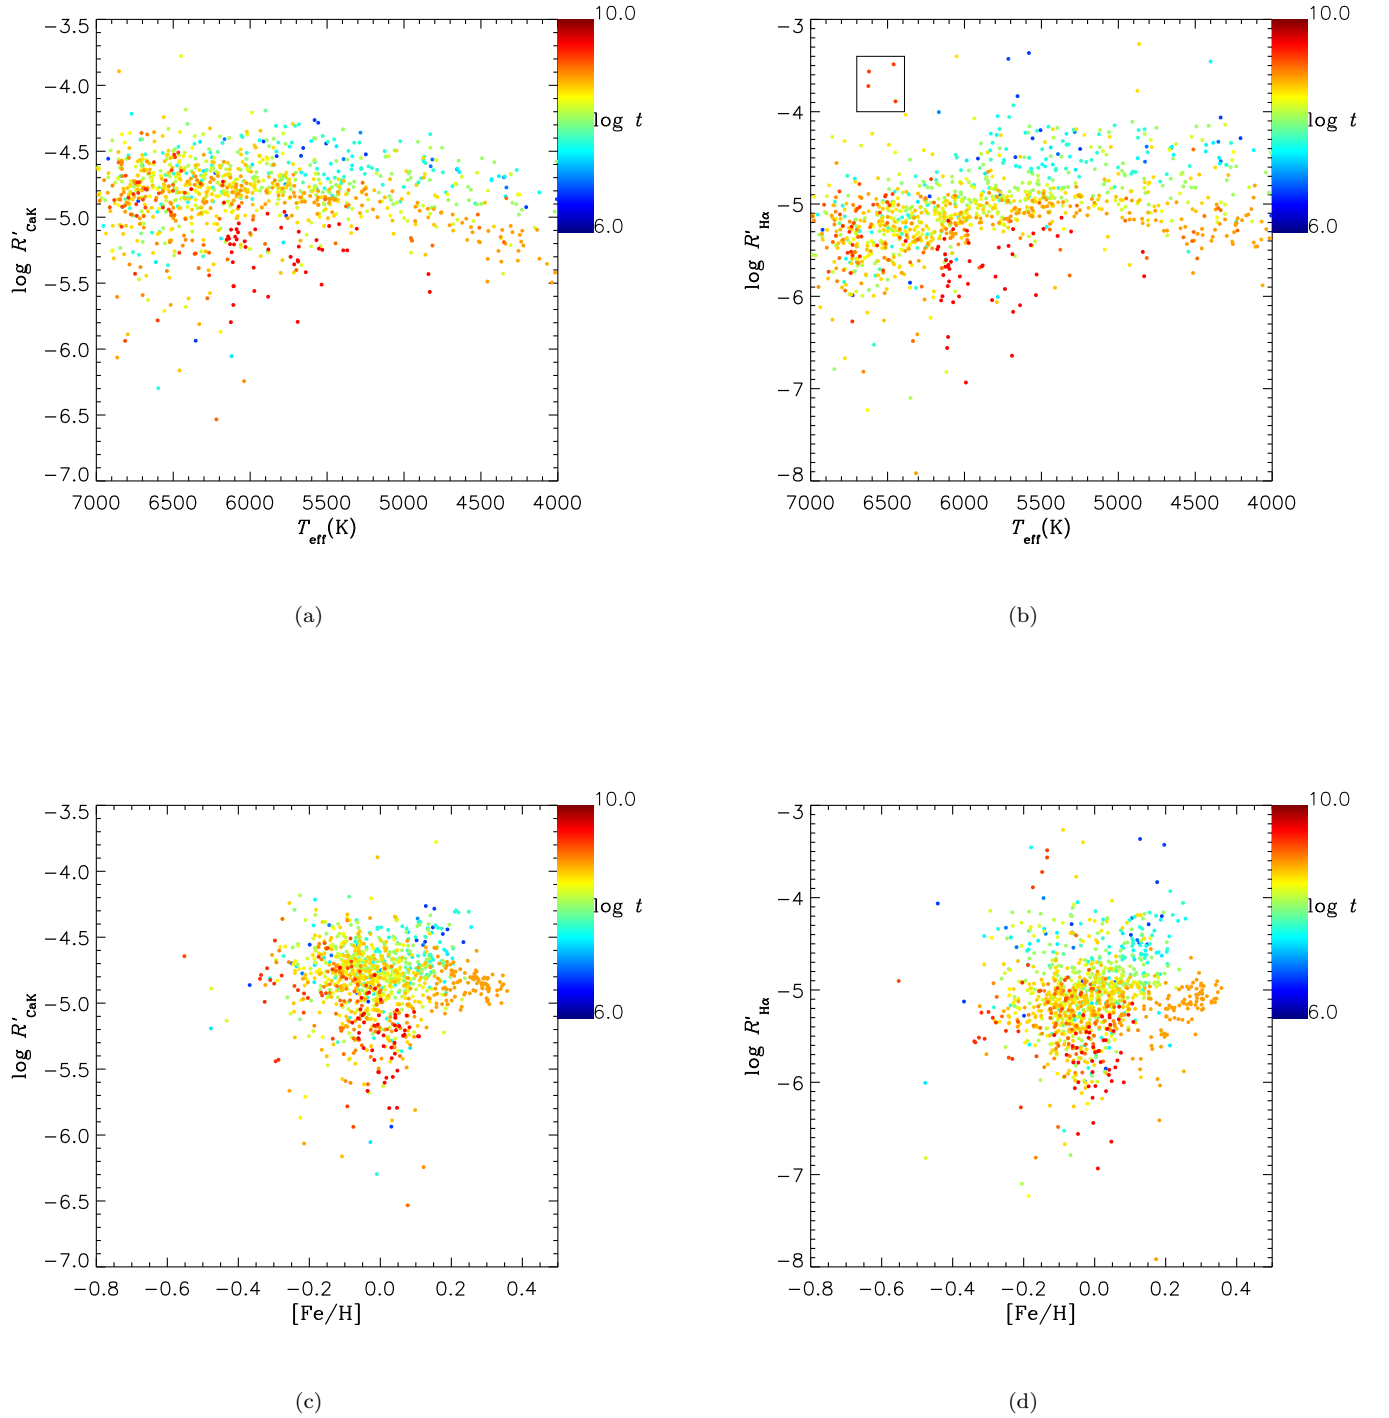 −3.5
−4.0
−4.5
−5.0
−5.5
−6.0
−6.5
−7.0
log R′CaK
7000 6500 6000 5500 5000 4500 4000
Teff(K)
10.0
log t
6.0
(a)
−3
−4
−5
−6
−7
−8
log R′Hα
7000 6500 6000 5500 5000 4500 4000
Teff(K)
10.0
log t
6.0
(b)
−3.5
−4.0
−4.5
−5.0
−5.5
−6.0
−6.5
−7.0
log R′CaK
−0.8 −0.6 −0.4 −0.2 0.0 0.2 0.4
[Fe/H]
10.0
log t
6.0
(c)
−3
−4
−5
−6
−7
−8
log R′Hα
−0.8 −0.6 −0.4 −0.2 0.0 0.2 0.4
[Fe/H]
10.0
log t
6.0
(d)